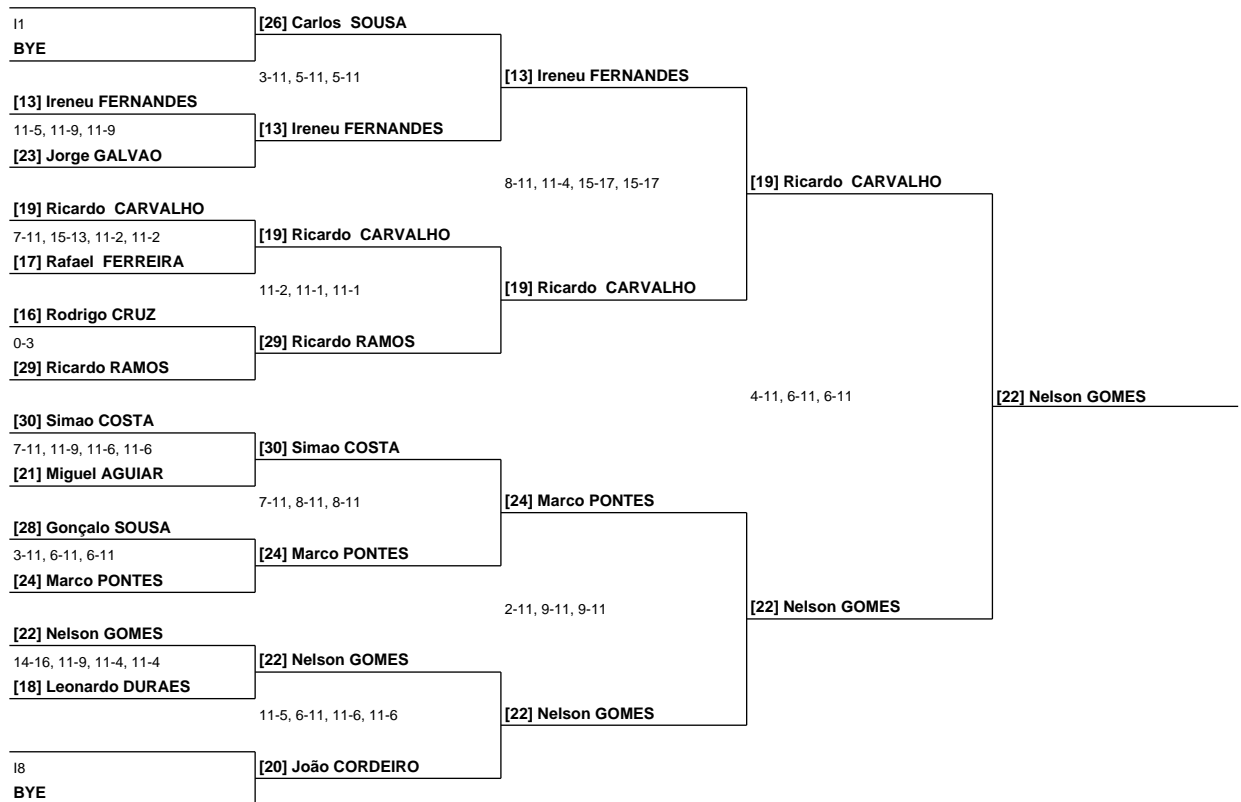 I1
[26] Carlos SOUSA
BYE
3-11, 5-11, 5-11
[13] Ireneu FERNANDES
[13] Ireneu FERNANDES
11-5, 11-9, 11-9
[13] Ireneu FERNANDES
[23] Jorge GALVAO
8-11, 11-4, 15-17, 15-17
[19] Ricardo CARVALHO
[19] Ricardo CARVALHO
7-11, 15-13, 11-2, 11-2
[19] Ricardo CARVALHO
[17] Rafael FERREIRA
11-2, 11-1, 11-1
[19] Ricardo CARVALHO
[16] Rodrigo CRUZ
0-3
[29] Ricardo RAMOS
[29] Ricardo RAMOS
4-11, 6-11, 6-11
[22] Nelson GOMES
[30] Simao COSTA
7-11, 11-9, 11-6, 11-6
[30] Simao COSTA
[21] Miguel AGUIAR
7-11, 8-11, 8-11
[24] Marco PONTES
[28] Gonçalo SOUSA
3-11, 6-11, 6-11
[24] Marco PONTES
[24] Marco PONTES
2-11, 9-11, 9-11
[22] Nelson GOMES
[22] Nelson GOMES
14-16, 11-9, 11-4, 11-4
[22] Nelson GOMES
[18] Leonardo DURAES
11-5, 6-11, 11-6, 11-6
[22] Nelson GOMES
I8
[20] João CORDEIRO
BYE